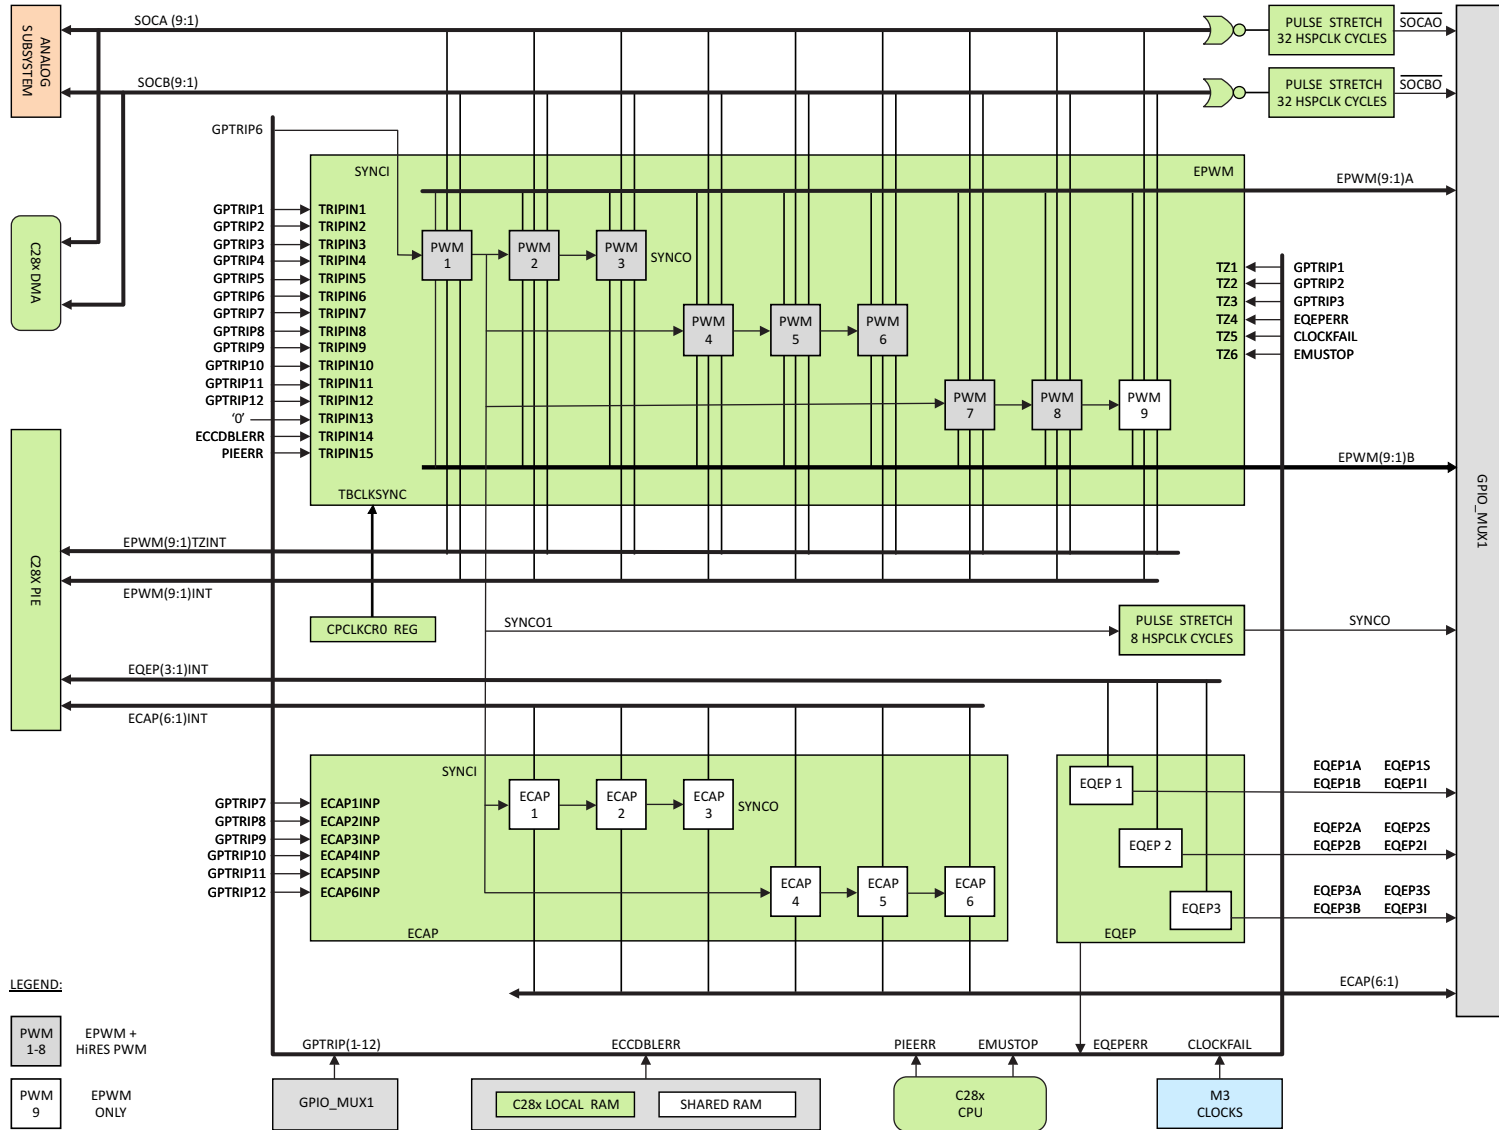 SOCA (9:1)
SOCB(9:1)
ANALOG
SUBSYSTEM
PULSE STRETCH
32 HSPCLK CYCLES
SOCAO
PULSE STRETCH
32 HSPCLK CYCLES
SOCBO
GPTRIP6
SYNCI
EPWM
EPWM(9:1)A
C28x DMA
GPTRIP1
GPTRIP2
GPTRIP3
GPTRIP4
GPTRIP5
GPTRIP6
GPTRIP7
GPTRIP8
GPTRIP9
GPTRIP10
GPTRIP11
GPTRIP12
‘0’
ECCDBLERR
PIEERR
TRIPIN1
TRIPIN2
TRIPIN3
TRIPIN4
TRIPIN5
TRIPIN6
TRIPIN7
TRIPIN8
TRIPIN9
TRIPIN10
TRIPIN11
TRIPIN12
TRIPIN13
TRIPIN14
TRIPIN15
PWM
1
PWM
2
PWM
3
SYNCO
PWM
4
PWM
5
PWM
6
PWM
7
PWM
8
PWM
9
TZ1
TZ2
TZ3
TZ4
TZ5
TZ6
GPTRIP1
GPTRIP2
GPTRIP3
EQEPERR
CLOCKFAIL
EMUSTOP
EPWM(9:1)B
GPIO_MUX1
TBCLKSYNC
C28X PIE
EPWM(9:1)TZINT
EPWM(9:1)INT
CPCLKCR0 REG
SYNCO1
PULSE STRETCH
8 HSPCLK CYCLES
SYNCO
EQEP(3:1)INT
ECAP(6:1)INT
SYNCI
GPTRIP7
GPTRIP8
GPTRIP9
GPTRIP10
GPTRIP11
GPTRIP12
ECAP1INP
ECAP2INP
ECAP3INP
ECAP4INP
ECAP5INP
ECAP6INP
ECAP
1
ECAP
2
ECAP
3
SYNCO
ECAP
4
ECAP
5
ECAP
6
ECAP
EQEP 1
EQEP 2
EQEP3
EQEP
EQEP1A EQEP1S
EQEP1B EQEP1I
EQEP2A EQEP2S
EQEP2B EQEP2I
EQEP3A EQEP3S
EQEP3B EQEP3I
ECAP(6:1)
LEGEND:
PWM
1-8
EPWM +
HiRES PWM
PWM
9
EPWM
ONLY
GPTRIP(1-12)
ECCDBLERR
PIEERR
EMUSTOP
EQEPERR
CLOCKFAIL
GPIO_MUX1
C28x LOCAL RAM
SHARED RAM
C28x
CPU
M3
CLOCKS